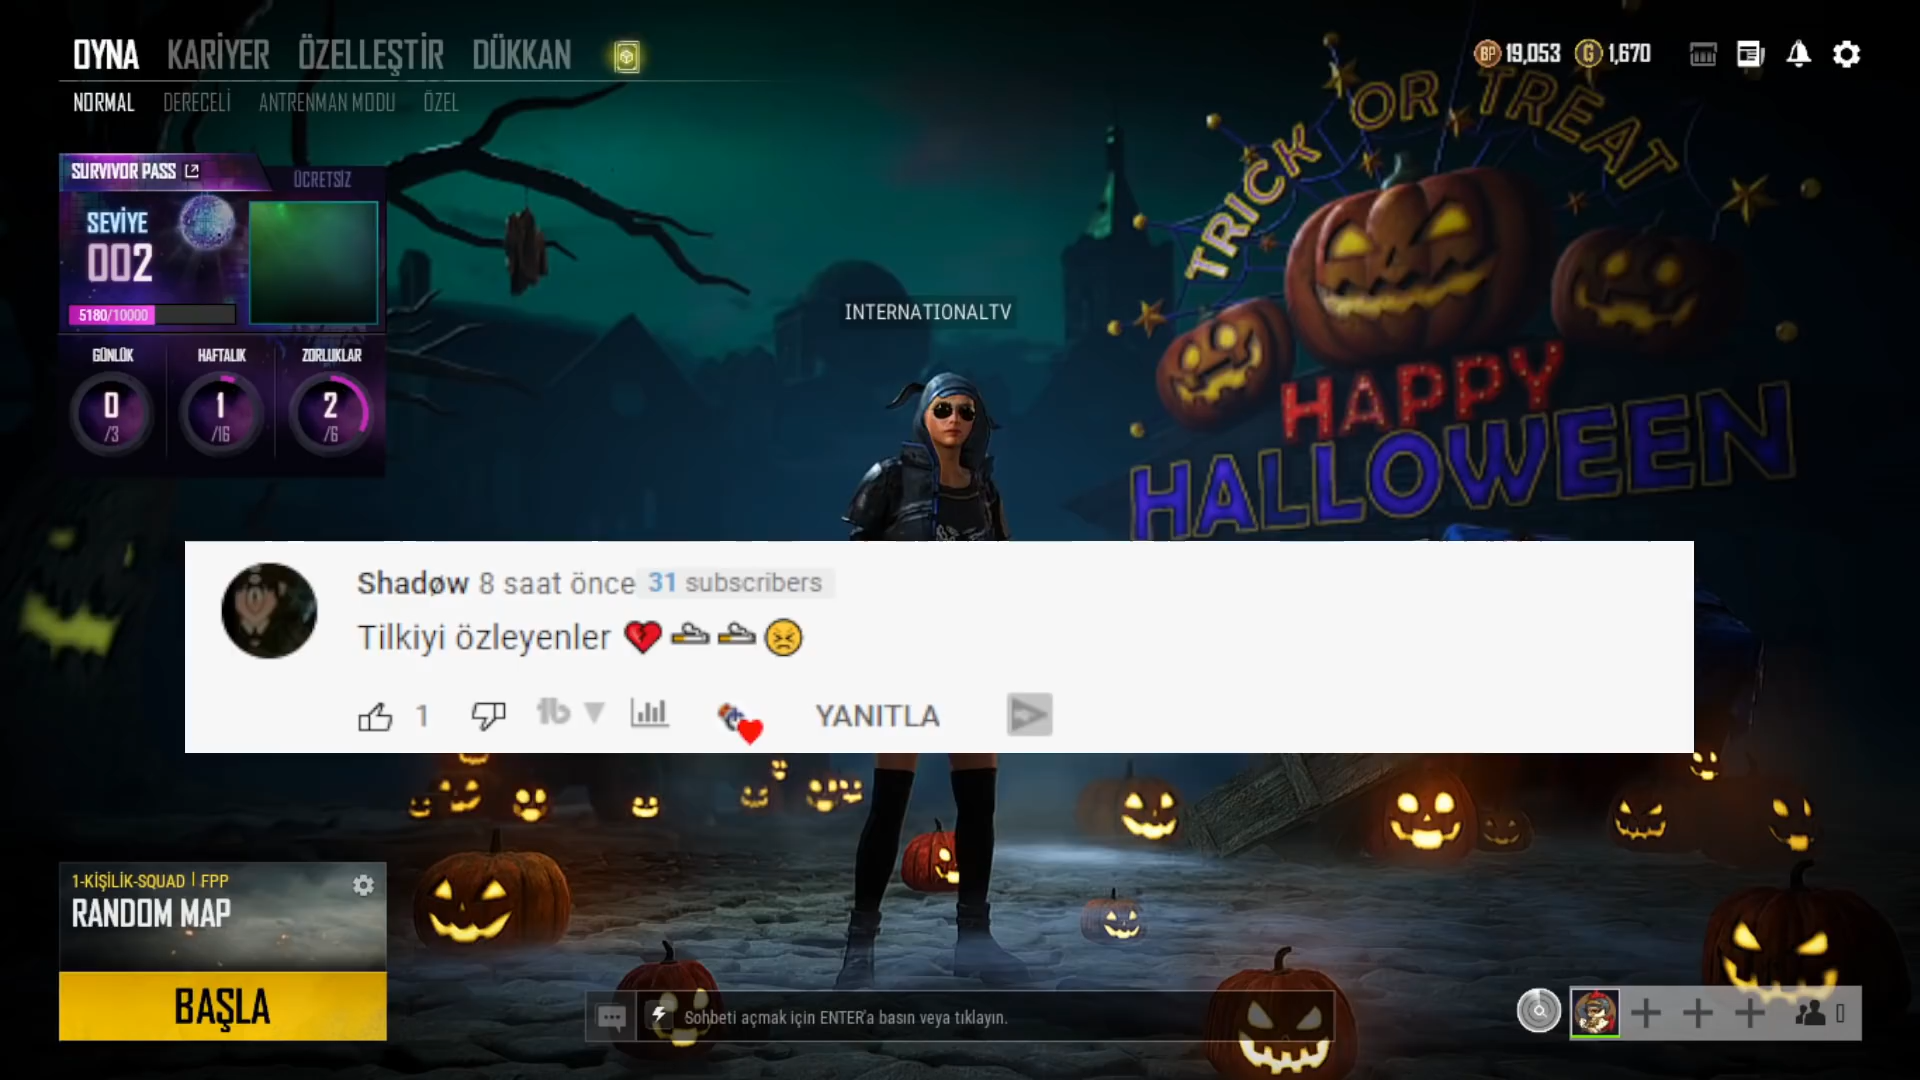 OYNA KARİYER ÖZELLEŞTİR DÜKKAN
BP 19,053 G 1,670
NORMAL DERECELİ ANTRENMAN MODU ÖZEL
TRICK OR TREAT
SURVIVOR PASS ÜCRETSİZ
SEVİYE
002
5180/10000
INTERNATIONALTV
GÜNLÜK HAFTALIK ZORLUKLAR
0 1 2
/3 /16 /6
HAPPY
HALLOWEEN
Shadøw 8 saat önce 31 subscribers
Tilkiyi özleyenler 💔🚬🚬😣
1 tb YANITLA
1-KİŞİLİK-SQUAD | FPP
RANDOM MAP
BAŞLA
Sohbeti açmak için ENTER'a basın veya tıklayın.